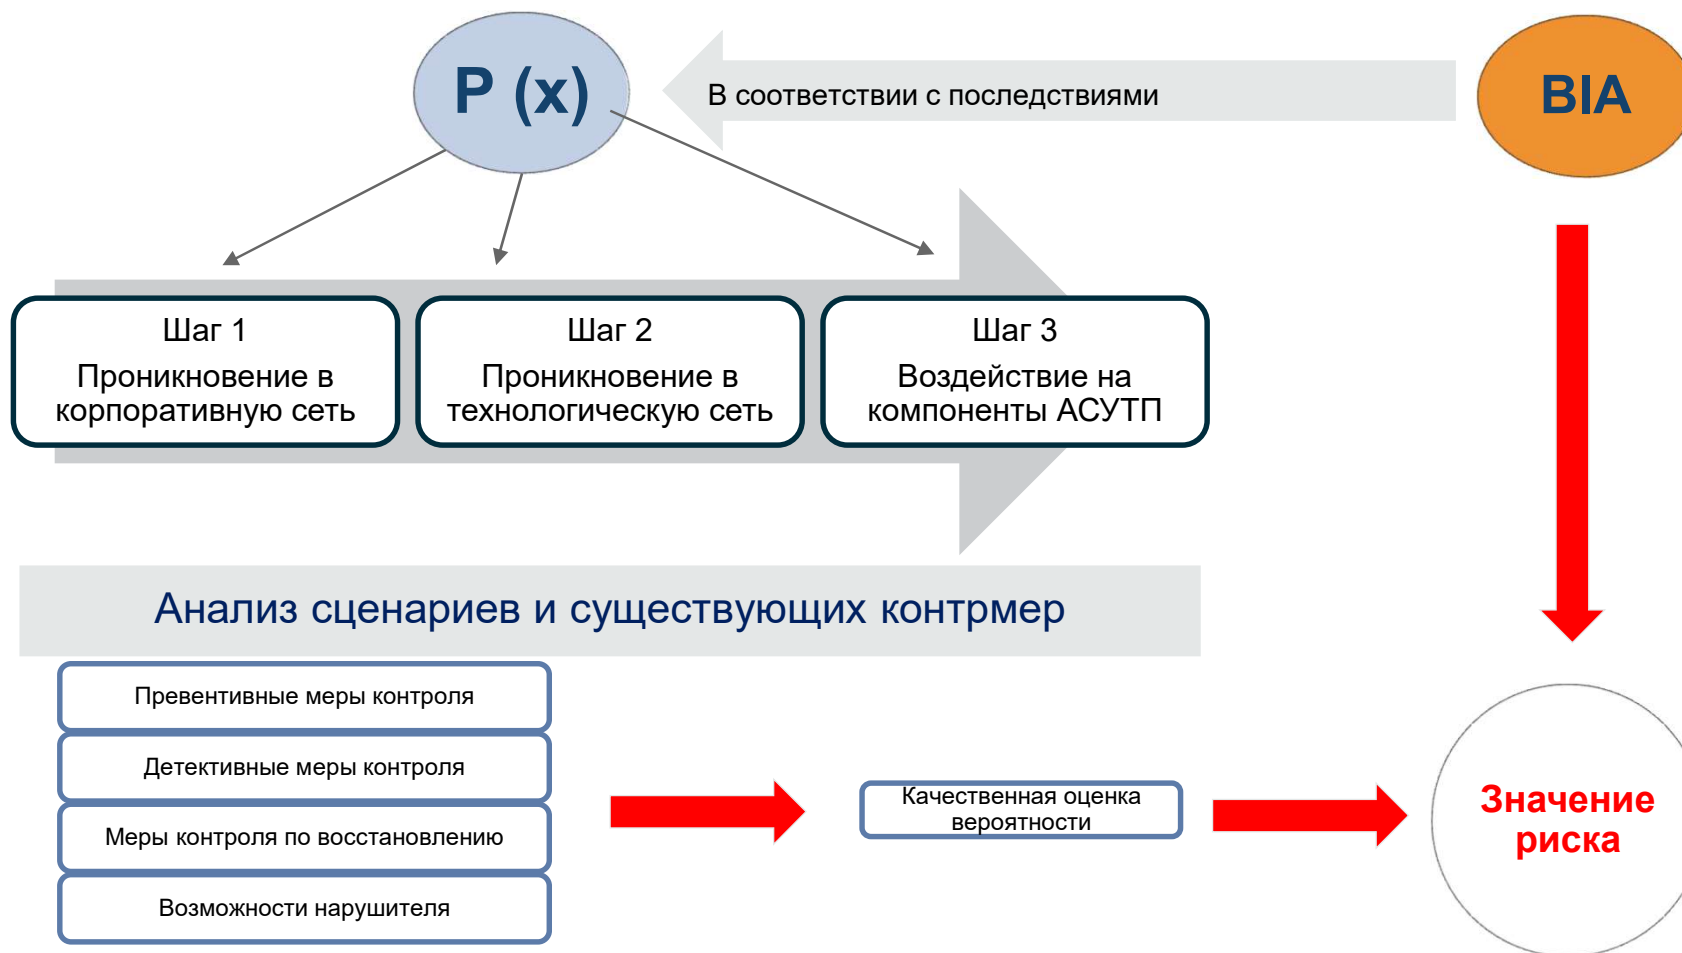 P (x)
В соответствии с последствиями
BIA
Шаг 1
Проникновение в
корпоративную сеть
Шаг 2
Проникновение в
технологическую сеть
Шаг 3
Воздействие на
компоненты АСУТП
Анализ сценариев и существующих контрмер
Превентивные меры контроля
Детективные меры контроля
Меры контроля по восстановлению
Возможности нарушителя
Качественная оценка
вероятности
Значение
риска